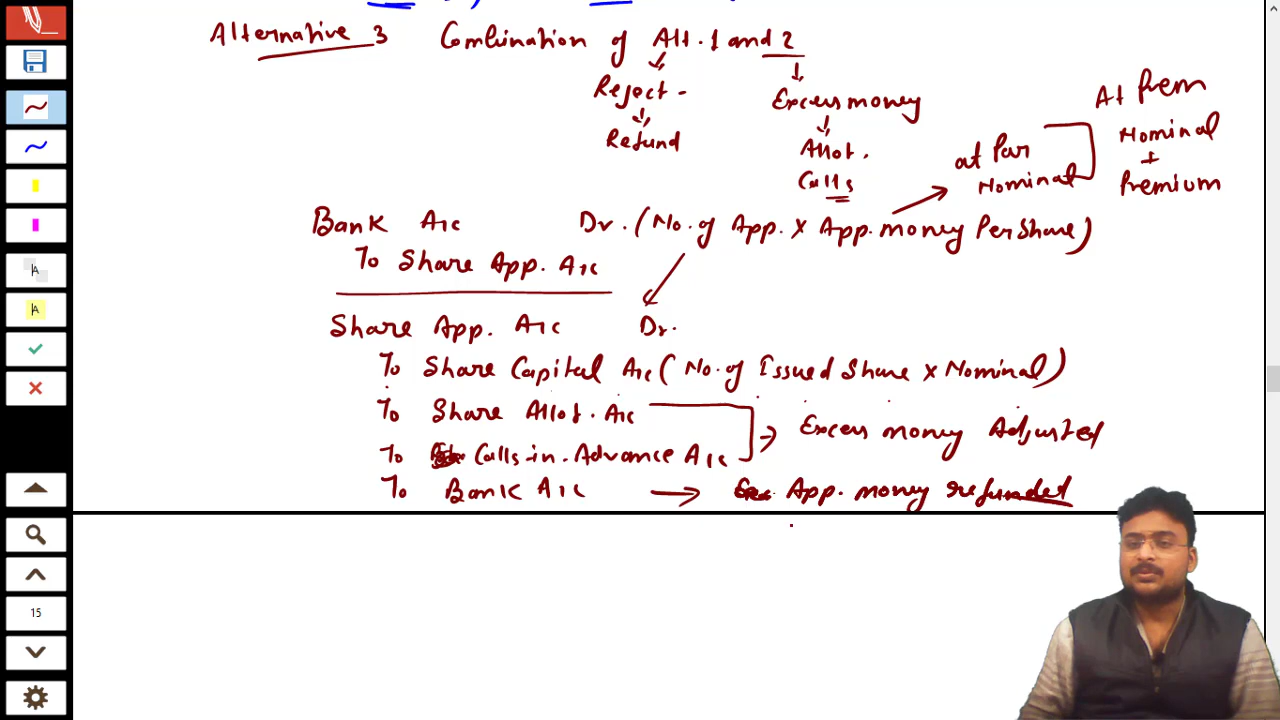 Alternative 3 Combination of Alt. 1 and 2
Reject - Excess money
Refund Allot.
Calls
at Par
Nominal
At Prem
Nominal
+
Premium
Bank A/c Dr. (No. of App. x App. money Per Share)
To Share App. A/c
Share App. A/c Dr.
To Share Capital A/c (No. of Issued Share x Nominal)
To Share Allot. A/c
To Calls-in-Advance A/c
Excess money Adjusted
To Bank A/c → App. money refunded
15